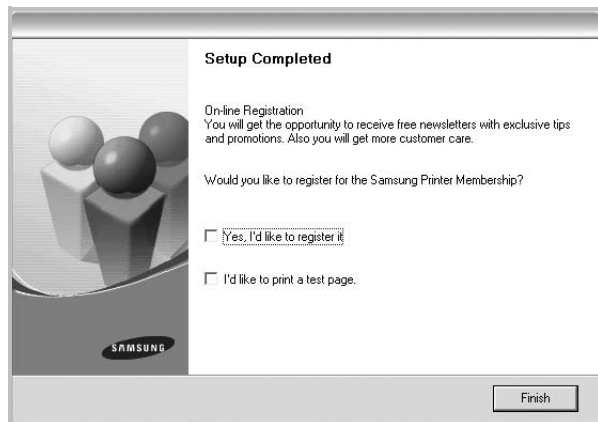 Setup Completed
On-line Registration
You will get the opportunity to receive free newsletters with exclusive tips
and promotions. Also you will get more customer care.
Would you like to register for the Samsung Printer Membership?
Yes, I'd like to register it
I'd like to print a test page.
SAMSUNG
Finish